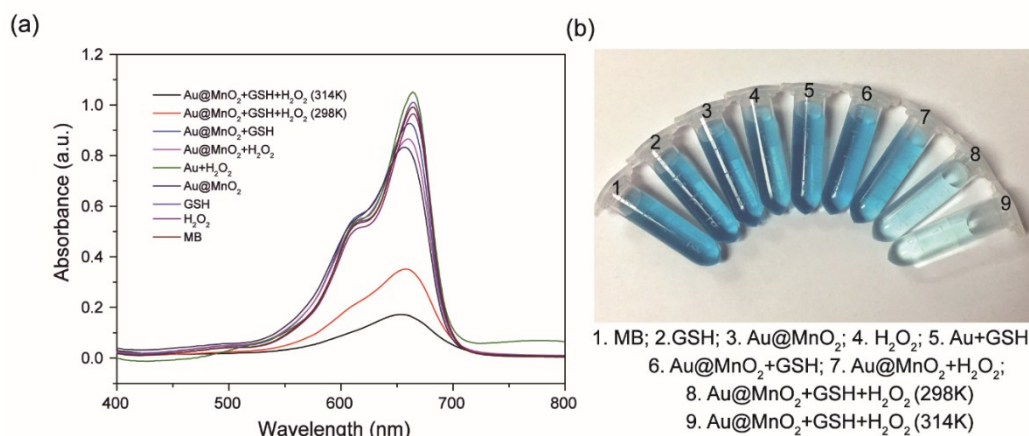 (a)
1.2
1.0
0.8
0.6
0.4
0.2
0.0
Absorbance (a.u.)
Au@MnO₂+GSH+H₂O₂ (314K)
Au@MnO₂+GSH+H₂O₂ (298K)
Au@MnO₂+GSH
Au@MnO₂+H₂O₂
Au+H₂O₂
Au@MnO₂
GSH
H₂O₂
MB
400
500
600
700
800
Wavelength (nm)
(b)
1
2
3
4
5
6
7
8
9
1. MB; 2.GSH; 3. Au@MnO₂; 4. H₂O₂; 5. Au+GSH
6. Au@MnO₂+GSH; 7. Au@MnO₂+H₂O₂;
8. Au@MnO₂+GSH+H₂O₂ (298K)
9. Au@MnO₂+GSH+H₂O₂ (314K)